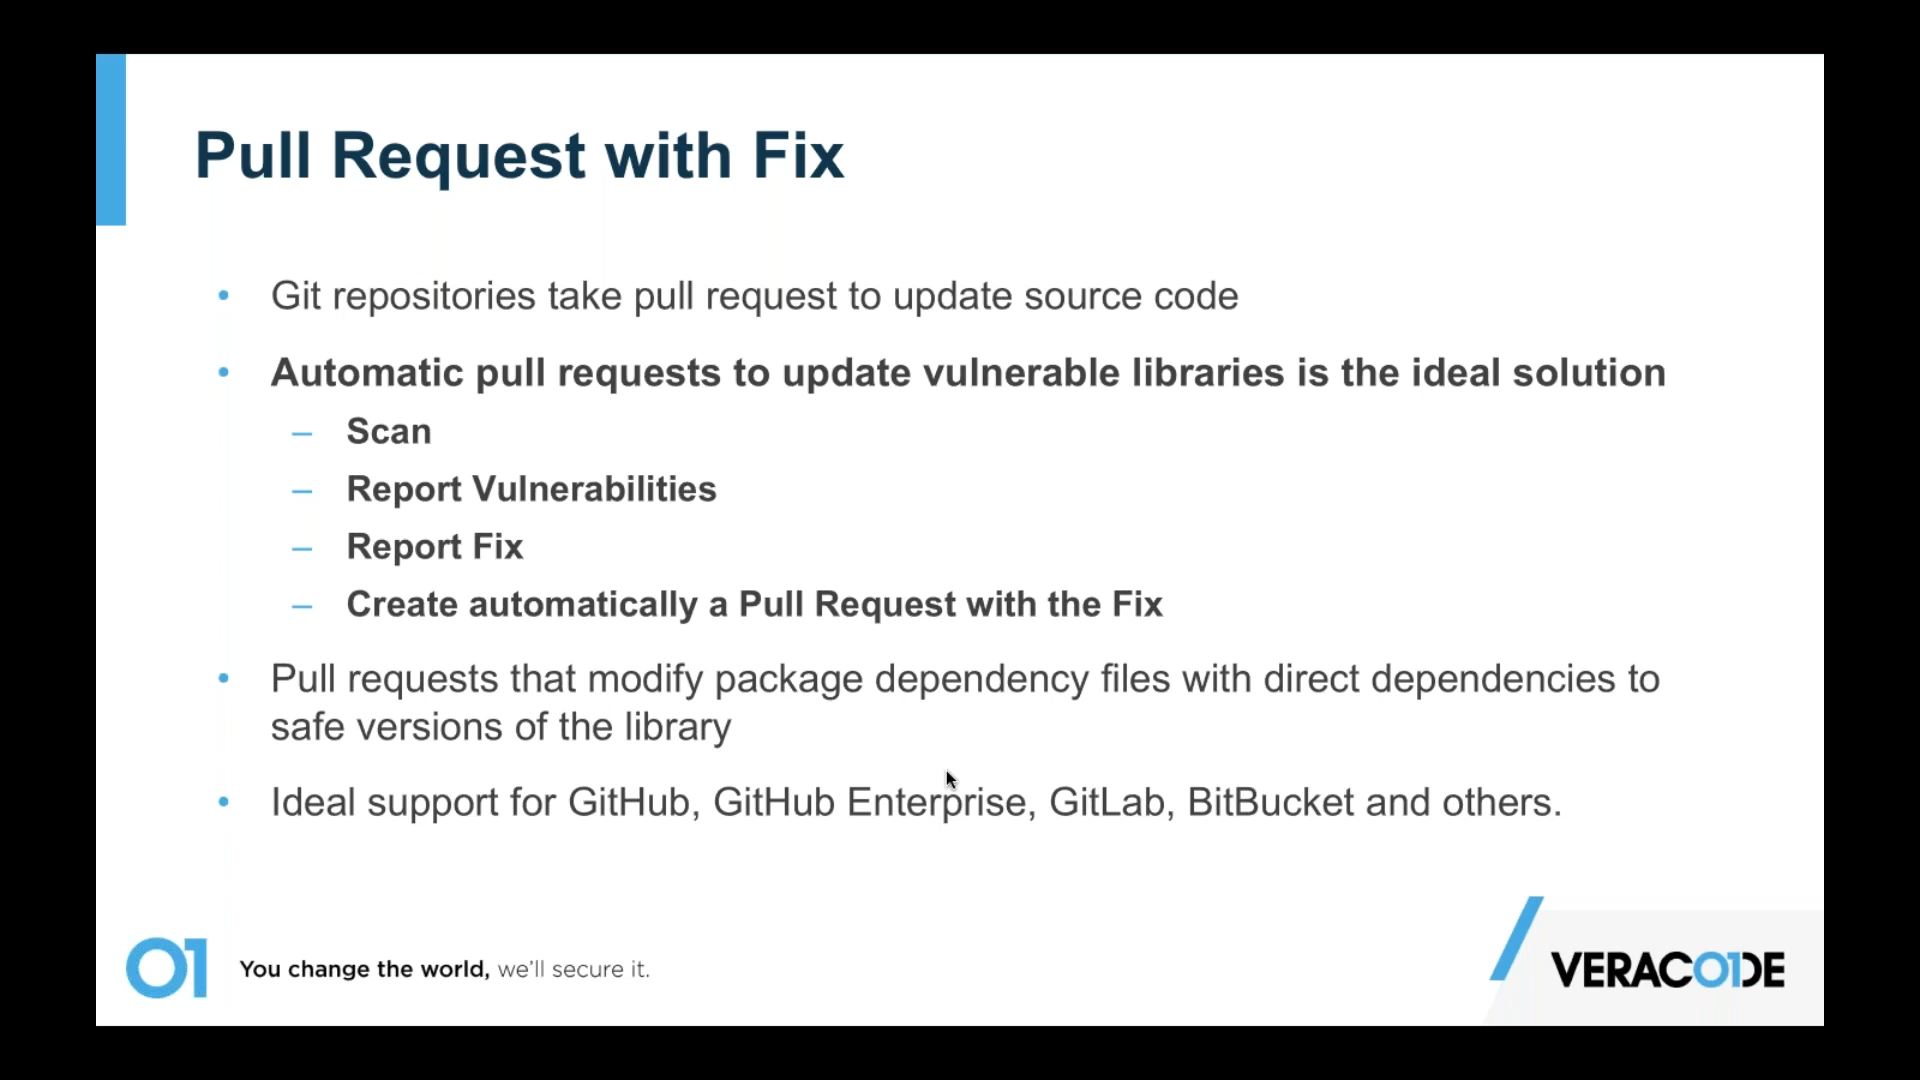 Pull Request with Fix
• Git repositories take pull request to update source code
• Automatic pull requests to update vulnerable libraries is the ideal solution
– Scan
– Report Vulnerabilities
– Report Fix
– Create automatically a Pull Request with the Fix
• Pull requests that modify package dependency files with direct dependencies to
safe versions of the library
• Ideal support for GitHub, GitHub Enterprise, GitLab, BitBucket and others.
01 You change the world, we'll secure it.
VERACODE